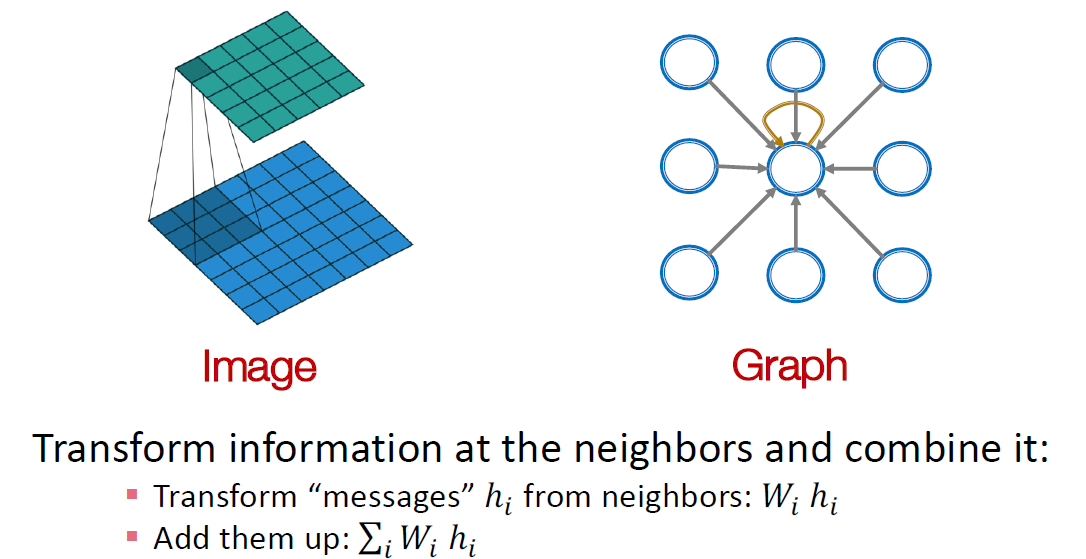 Image
Graph
Transform information at the neighbors and combine it:
▪ Transform “messages” $h_i$ from neighbors: $W_i h_i$
▪ Add them up: $\sum_i W_i h_i$